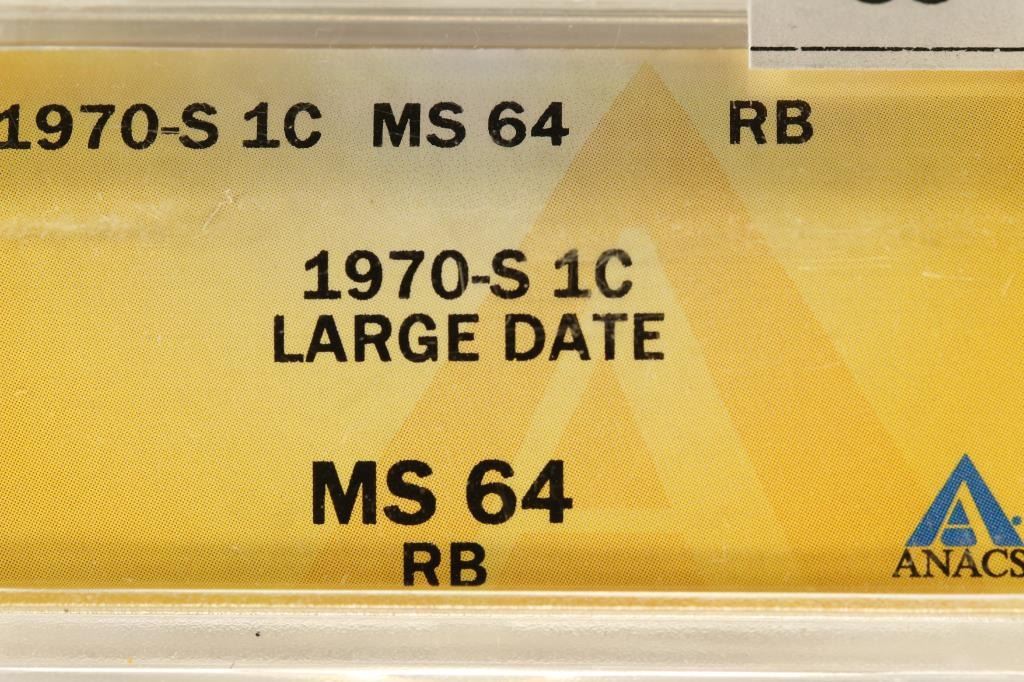 1970-S 1C MS 64 RB
1970-S 1C
LARGE DATE
MS 64
RB
ANACS